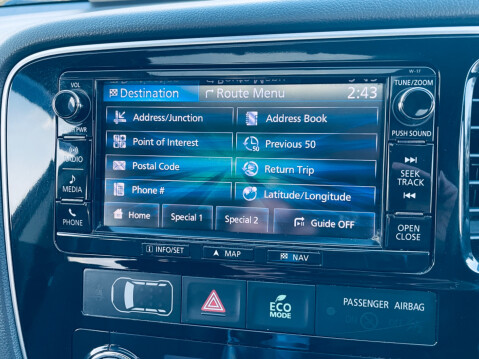 W-13
VOL
TUNE/ZOOM
Destination
Route Menu
2:43
Address/Junction
Address Book
PWR
PUSH SOUND
Point of Interest
50
Previous 50
RADIO
SEEK
TRACK
Postal Code
Return Trip
MEDIA
Phone #
Latitude/Longitude
PHONE
Home
Special 1
Special 2
Guide OFF
OPEN
CLOSE
INFO/SET
MAP
NAV
ECO
MODE
PASSENGER AIRBAG